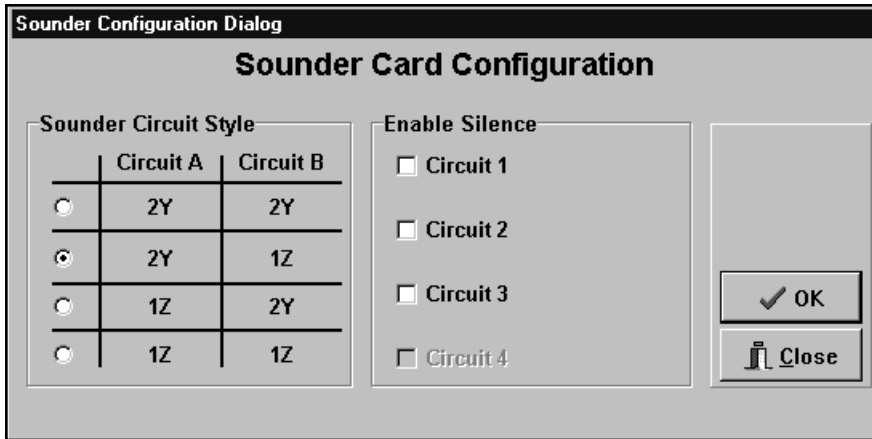 Sounder Configuration Dialog
Sounder Card Configuration
Sounder Circuit Style
Circuit A Circuit B
2Y 2Y
2Y 1Z
1Z 2Y
1Z 1Z
Enable Silence
Circuit 1
Circuit 2
Circuit 3
Circuit 4
OK
Close